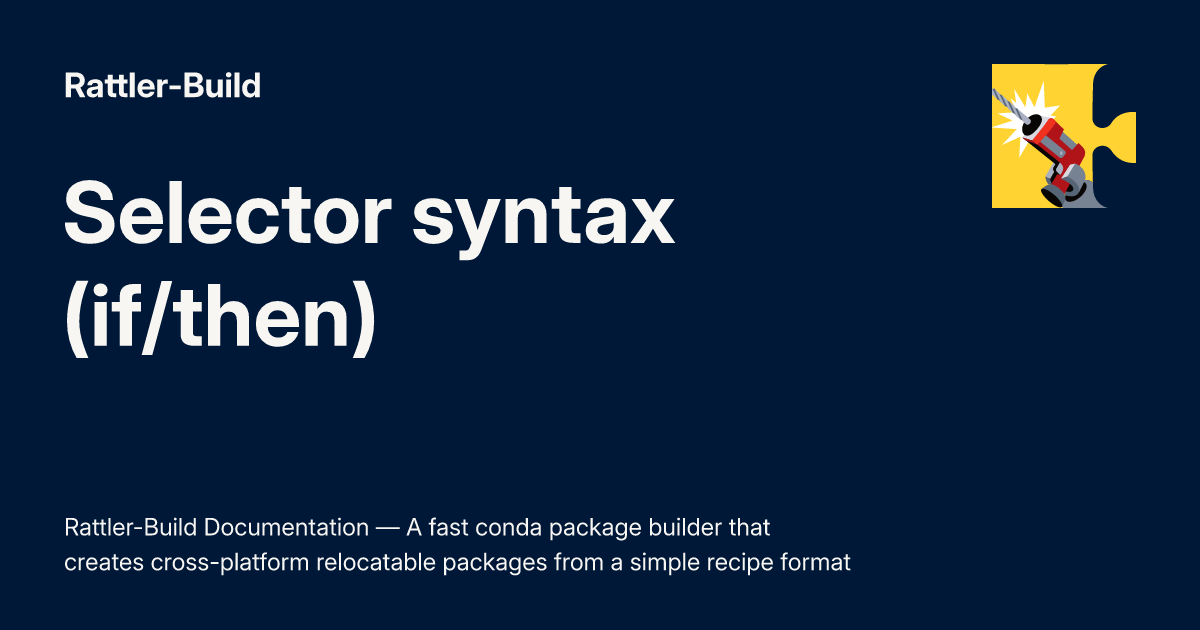 Rattler-Build
Selector syntax
(if/then)
Rattler-Build Documentation — A fast conda package builder that
creates cross-platform relocatable packages from a simple recipe format